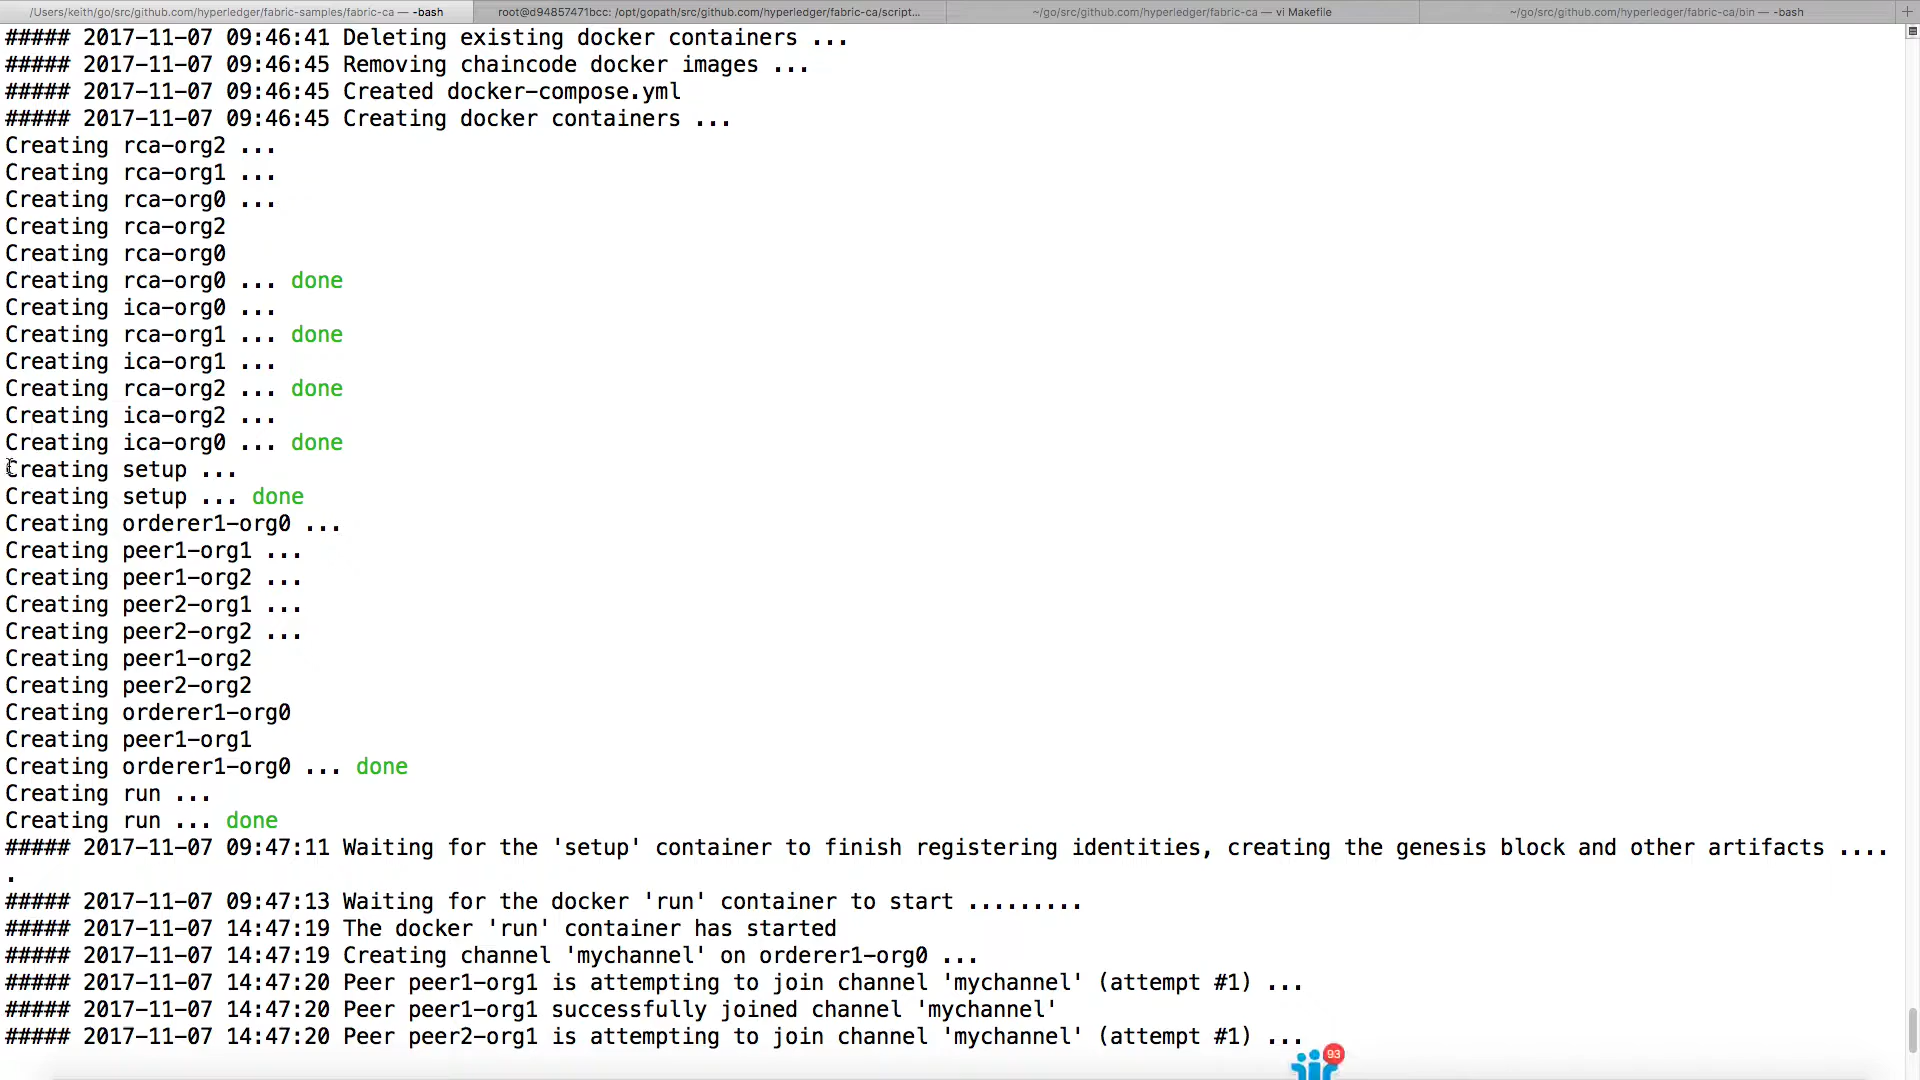 /Users/keith/go/src/github.com/hyperledger/fabric-samples/fabric-ca — -bash
root@d94857471bcc: /opt/gopath/src/github.com/hyperledger/fabric-ca/script...
~/go/src/github.com/hyperledger/fabric-ca — vi Makefile
~/go/src/github.com/hyperledger/fabric-ca/bin — -bash
+
##### 2017-11-07 09:46:41 Deleting existing docker containers ...
##### 2017-11-07 09:46:45 Removing chaincode docker images ...
##### 2017-11-07 09:46:45 Created docker-compose.yml
##### 2017-11-07 09:46:45 Creating docker containers ...
Creating rca-org2 ...
Creating rca-org1 ...
Creating rca-org0 ...
Creating rca-org2
Creating rca-org0
Creating rca-org0 ... done
Creating ica-org0 ...
Creating rca-org1 ... done
Creating ica-org1 ...
Creating rca-org2 ... done
Creating ica-org2 ...
Creating ica-org0 ... done
Creating setup ...
Creating setup ... done
Creating orderer1-org0 ...
Creating peer1-org1 ...
Creating peer1-org2 ...
Creating peer2-org1 ...
Creating peer2-org2 ...
Creating peer1-org2
Creating peer2-org2
Creating orderer1-org0
Creating peer1-org1
Creating orderer1-org0 ... done
Creating run ...
Creating run ... done
##### 2017-11-07 09:47:11 Waiting for the 'setup' container to finish registering identities, creating the genesis block and other artifacts ....
.
##### 2017-11-07 09:47:13 Waiting for the docker 'run' container to start .........
##### 2017-11-07 14:47:19 The docker 'run' container has started
##### 2017-11-07 14:47:19 Creating channel 'mychannel' on orderer1-org0 ...
##### 2017-11-07 14:47:20 Peer peer1-org1 is attempting to join channel 'mychannel' (attempt #1) ...
##### 2017-11-07 14:47:20 Peer peer1-org1 successfully joined channel 'mychannel'
##### 2017-11-07 14:47:20 Peer peer2-org1 is attempting to join channel 'mychannel' (attempt #1) ...
93